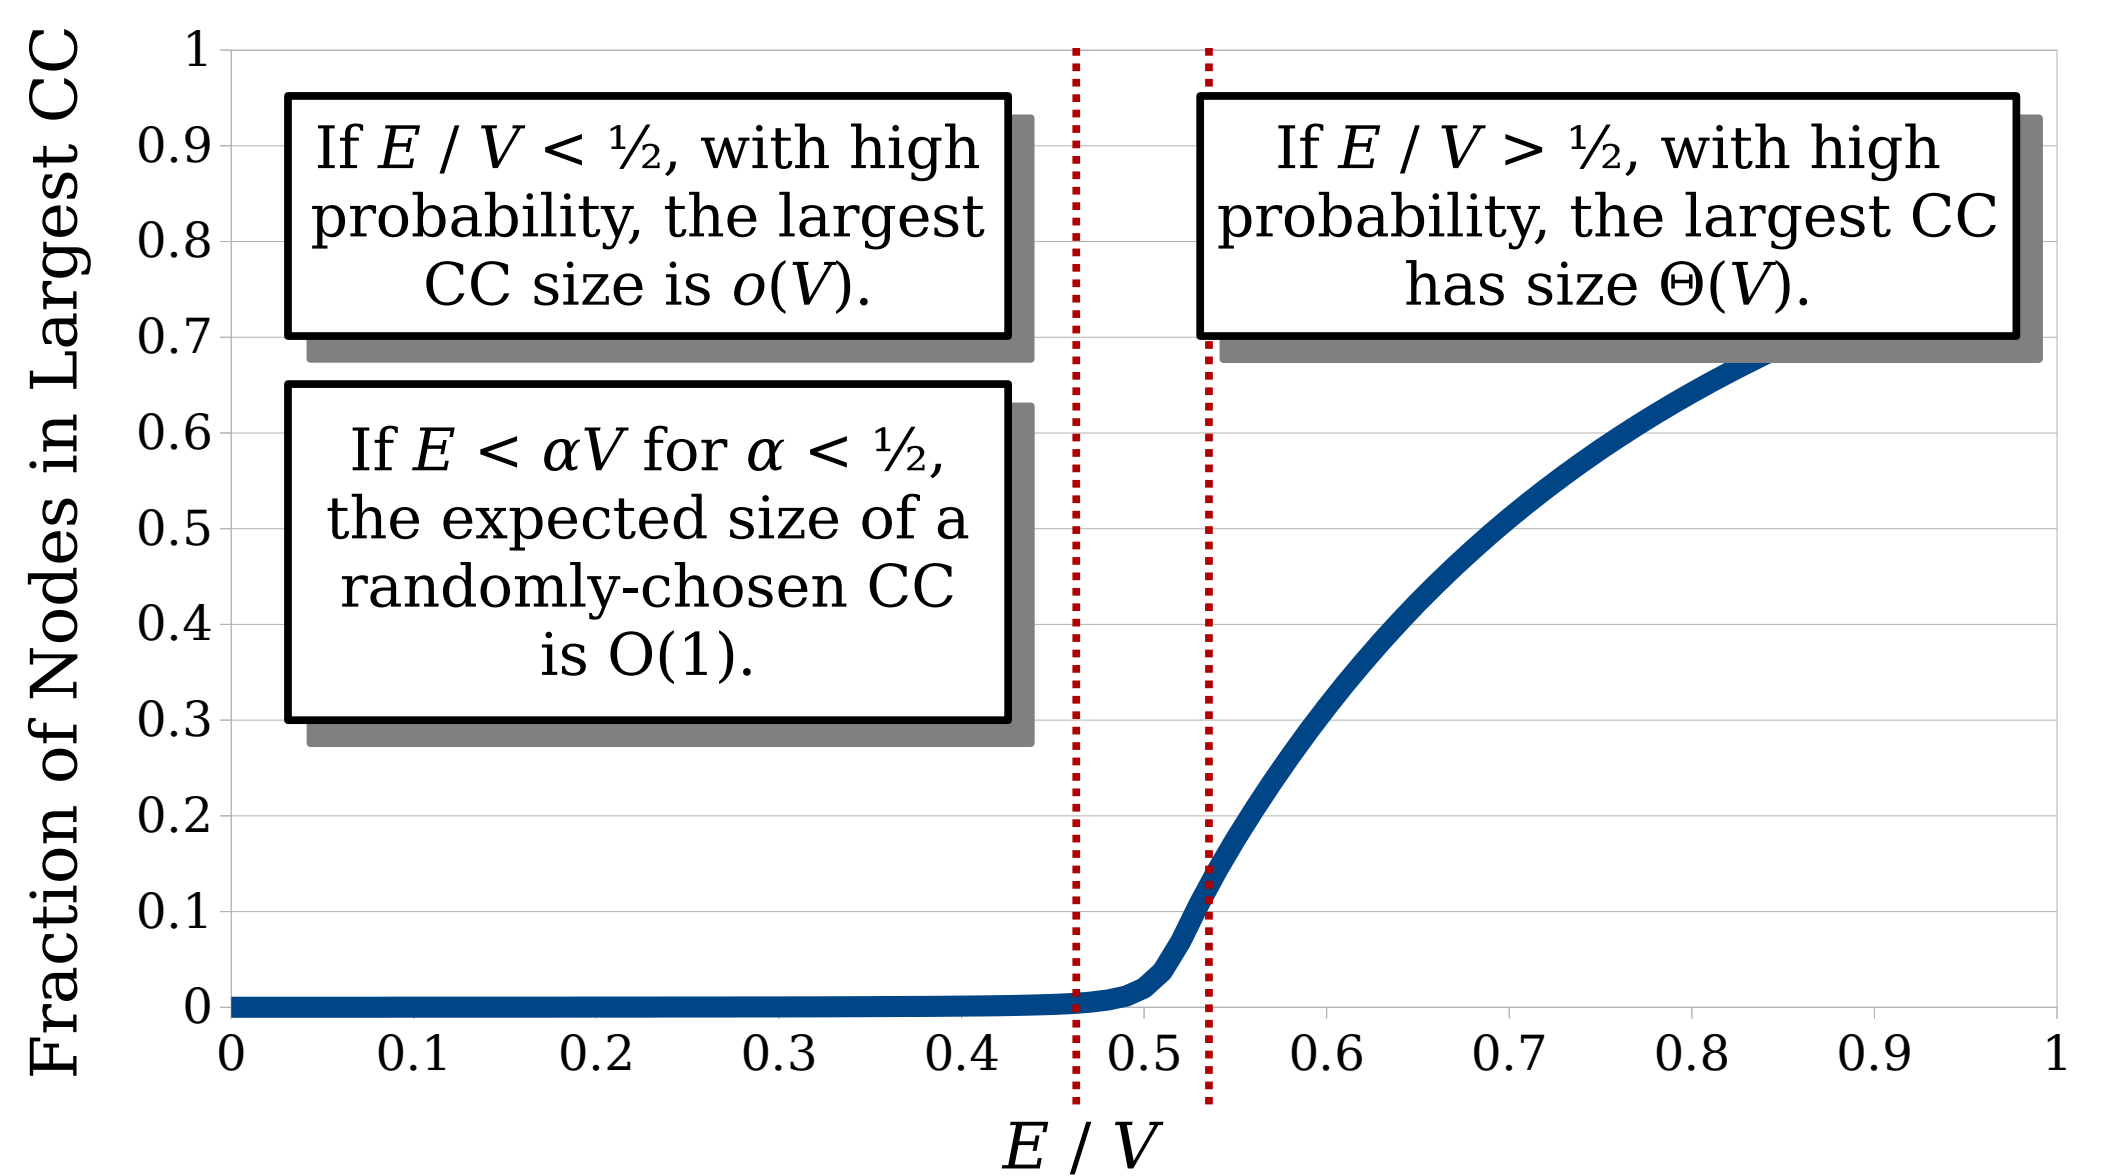 Fraction of Nodes in Largest CC
1
0.9
0.8
0.7
0.6
0.5
0.4
0.3
0.2
0.1
0
If E / V < ½, with high
probability, the largest
CC size is o(V).
If E < αV for α < ½,
the expected size of a
randomly-chosen CC
is O(1).
If E / V > ½, with high
probability, the largest CC
has size Θ(V).
0 0.1 0.2 0.3 0.4 0.5 0.6 0.7 0.8 0.9 1
E / V